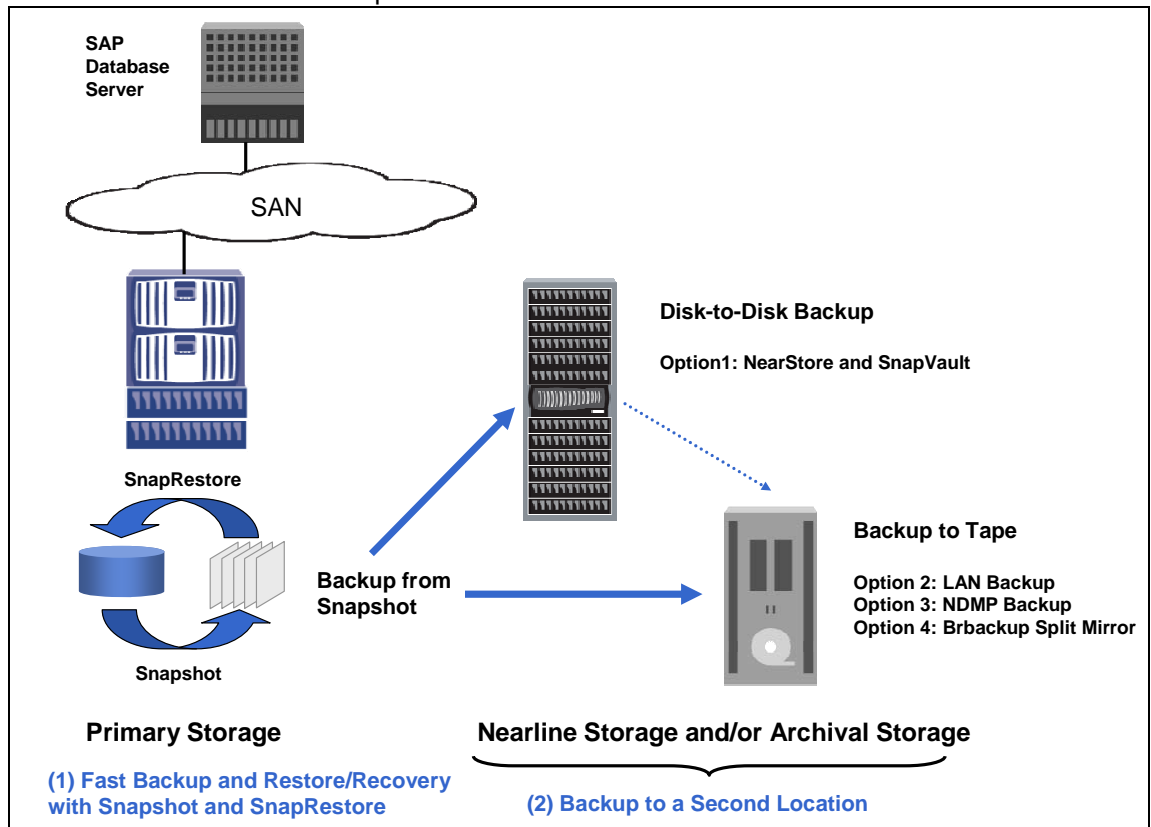 SAP
Database
Server
SAN
Disk-to-Disk Backup
Option1: NearStore and SnapVault
SnapRestore
Backup from
Snapshot
Snapshot
Backup to Tape
Option 2: LAN Backup
Option 3: NDMP Backup
Option 4: Brbackup Split Mirror
Primary Storage
Nearline Storage and/or Archival Storage
(1) Fast Backup and Restore/Recovery
with Snapshot and SnapRestore
(2) Backup to a Second Location